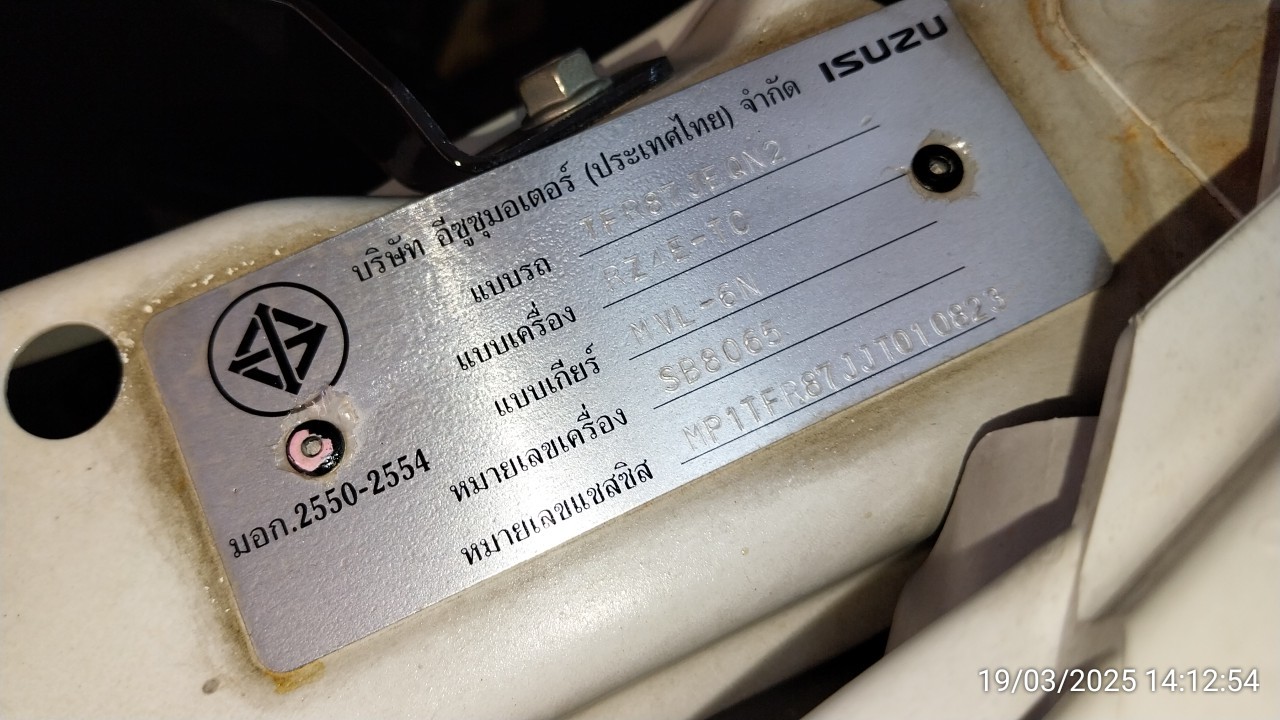 ISUZU
บริษัท อีซูซุมอเตอร์ (ประเทศไทย) จำกัด
แบบรถ TFR87JFQN2
แบบเครื่อง RZ4E-TC
แบบเกียร์ MVL-6N
หมายเลขเครื่อง SB8065
หมายเลขแชสซิส MP1TFR87JJT010823
มอก.2550-2554
19/03/2025 14:12:54